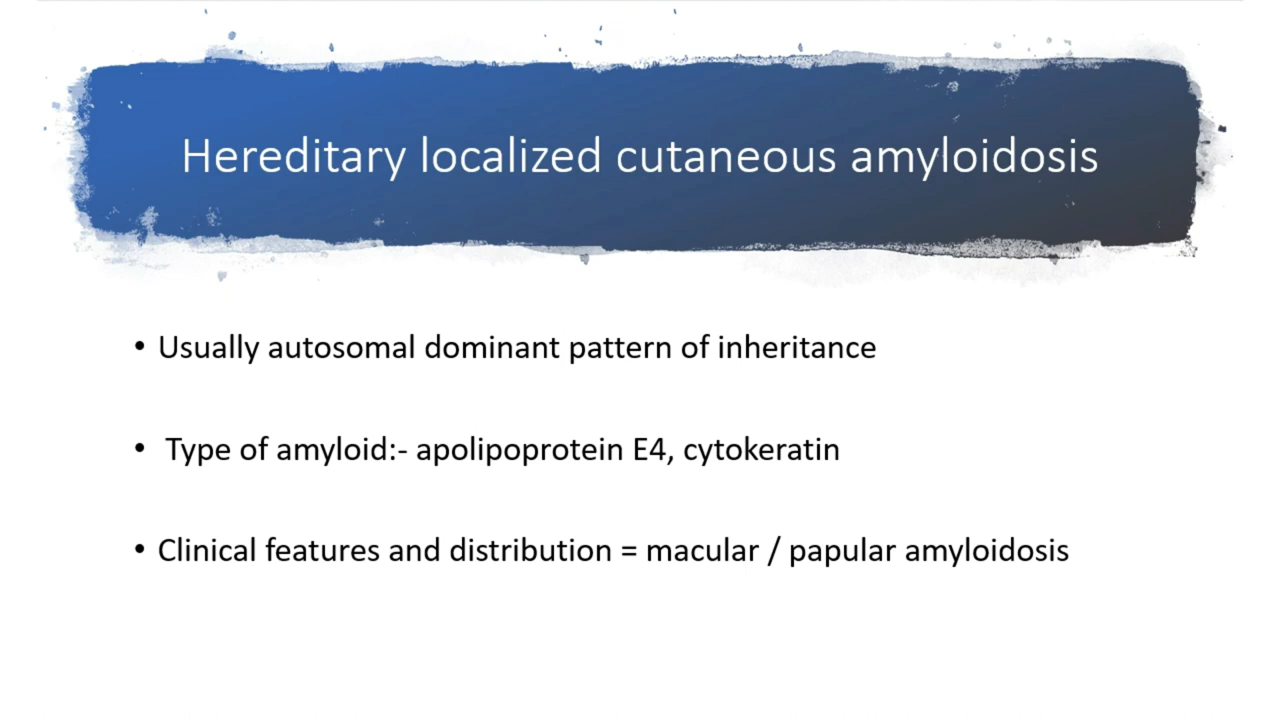 Hereditary localized cutaneous amyloidosis
• Usually autosomal dominant pattern of inheritance
• Type of amyloid:- apolipoprotein E4, cytokeratin
• Clinical features and distribution = macular / papular amyloidosis